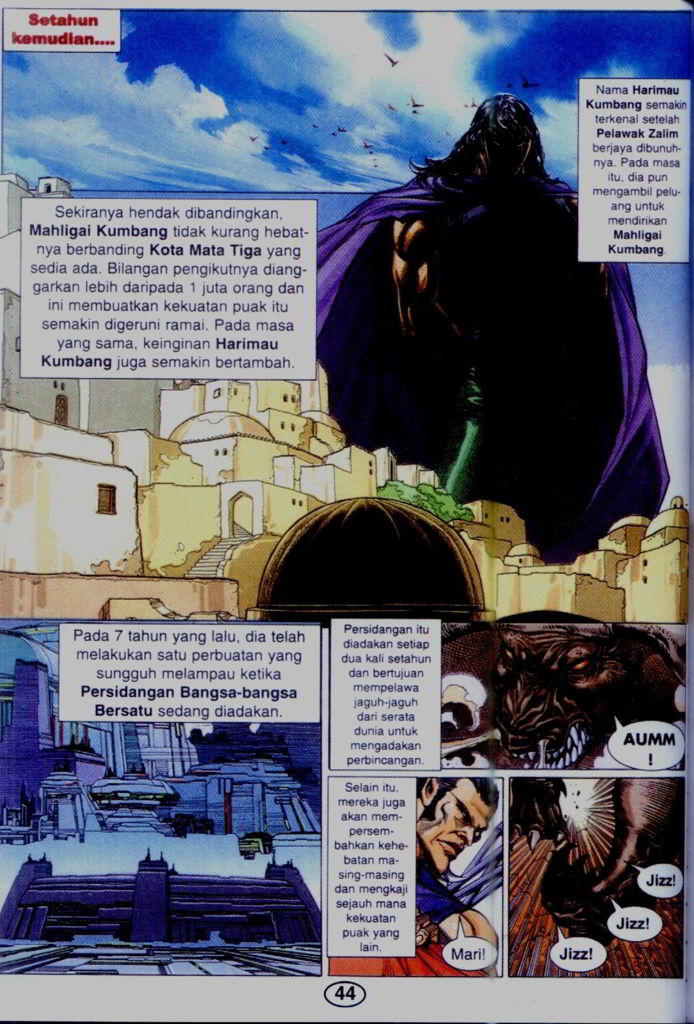 Setahun
kemudian....
Nama Harimau
Kumbang semakin
terkenal setelah
Pelawak Zalim
berjaya dibunuh-
nya. Pada masa
itu, dia pun
mengambil pelu-
ang untuk
mendirikan
Mahligai
Kumbang.
Sekiranya hendak dibandingkan,
Mahligai Kumbang tidak kurang hebat-
nya berbanding Kota Mata Tiga yang
sedia ada. Bilangan pengikutnya diang-
garkan lebih daripada 1 juta orang dan
ini membuatkan kekuatan puak itu
semakin digeruni ramai. Pada masa
yang sama, keinginan Harimau
Kumbang juga semakin bertambah.
Pada 7 tahun yang lalu, dia telah
melakukan satu perbuatan yang
sungguh melampau ketika
Persidangan Bangsa-bangsa
Bersatu sedang diadakan.
Persidangan itu
diadakan setiap
dua kali setahun
dan bertujuan
mempelawa
jaguh-jaguh
dari serata
dunia untuk
mengadakan
perbincangan.
AUMM
!
Selain itu,
mereka juga
akan mem-
persem-
bahkan kehe-
batan ma-
sing-masing
dan mengkaji
sejauh mana
kekuatan
puak yang
lain.
Mari!
Jizz!
Jizz!
Jizz!
44